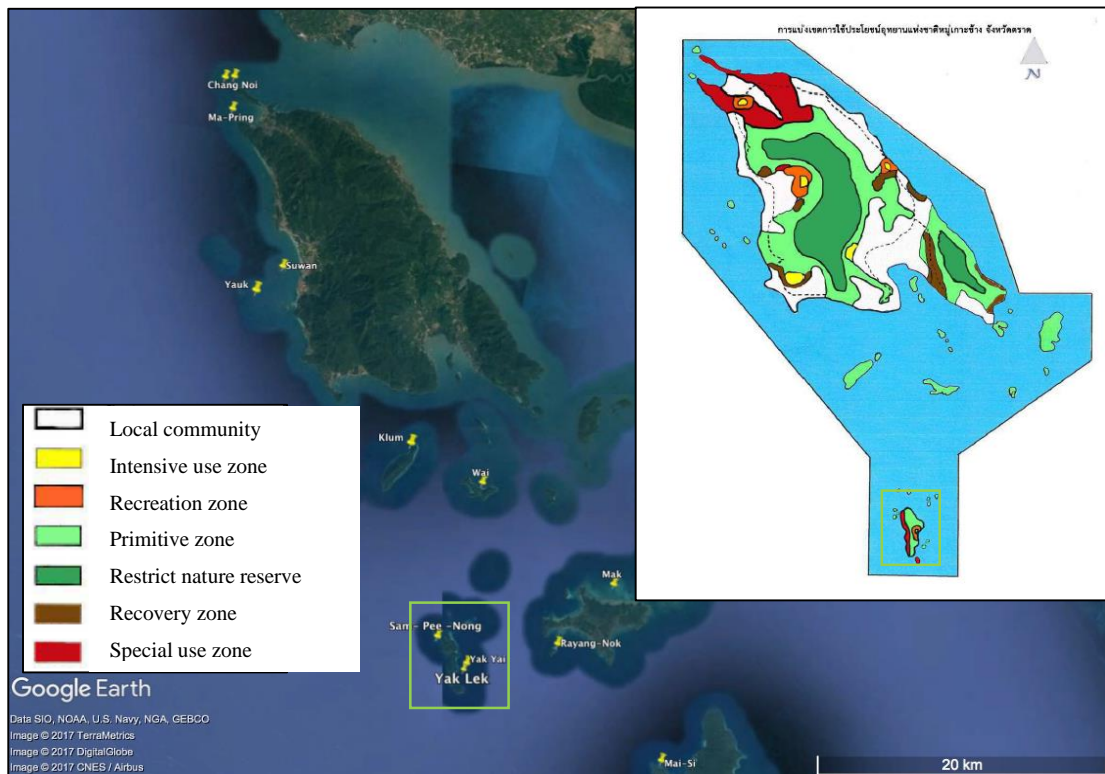 การแบ่งเขตการใช้ประโยชน์อุทยานแห่งชาติหมู่เกาะช้าง จังหวัดตราด
N
Chang Noi
Ma-Pring
Suwan
Yauk
Klum
Wai
Mak
Sam- Pee -Nong
Rayang-Nok
Yak Yai
Yak Lek
Mai-Si
Local community
Intensive use zone
Recreation zone
Primitive zone
Restrict nature reserve
Recovery zone
Special use zone
Google Earth
Data SIO, NOAA, U.S. Navy, NGA, GEBCO
Image © 2017 TerraMetrics
Image © 2017 DigitalGlobe
Image © 2017 CNES / Airbus
20 km